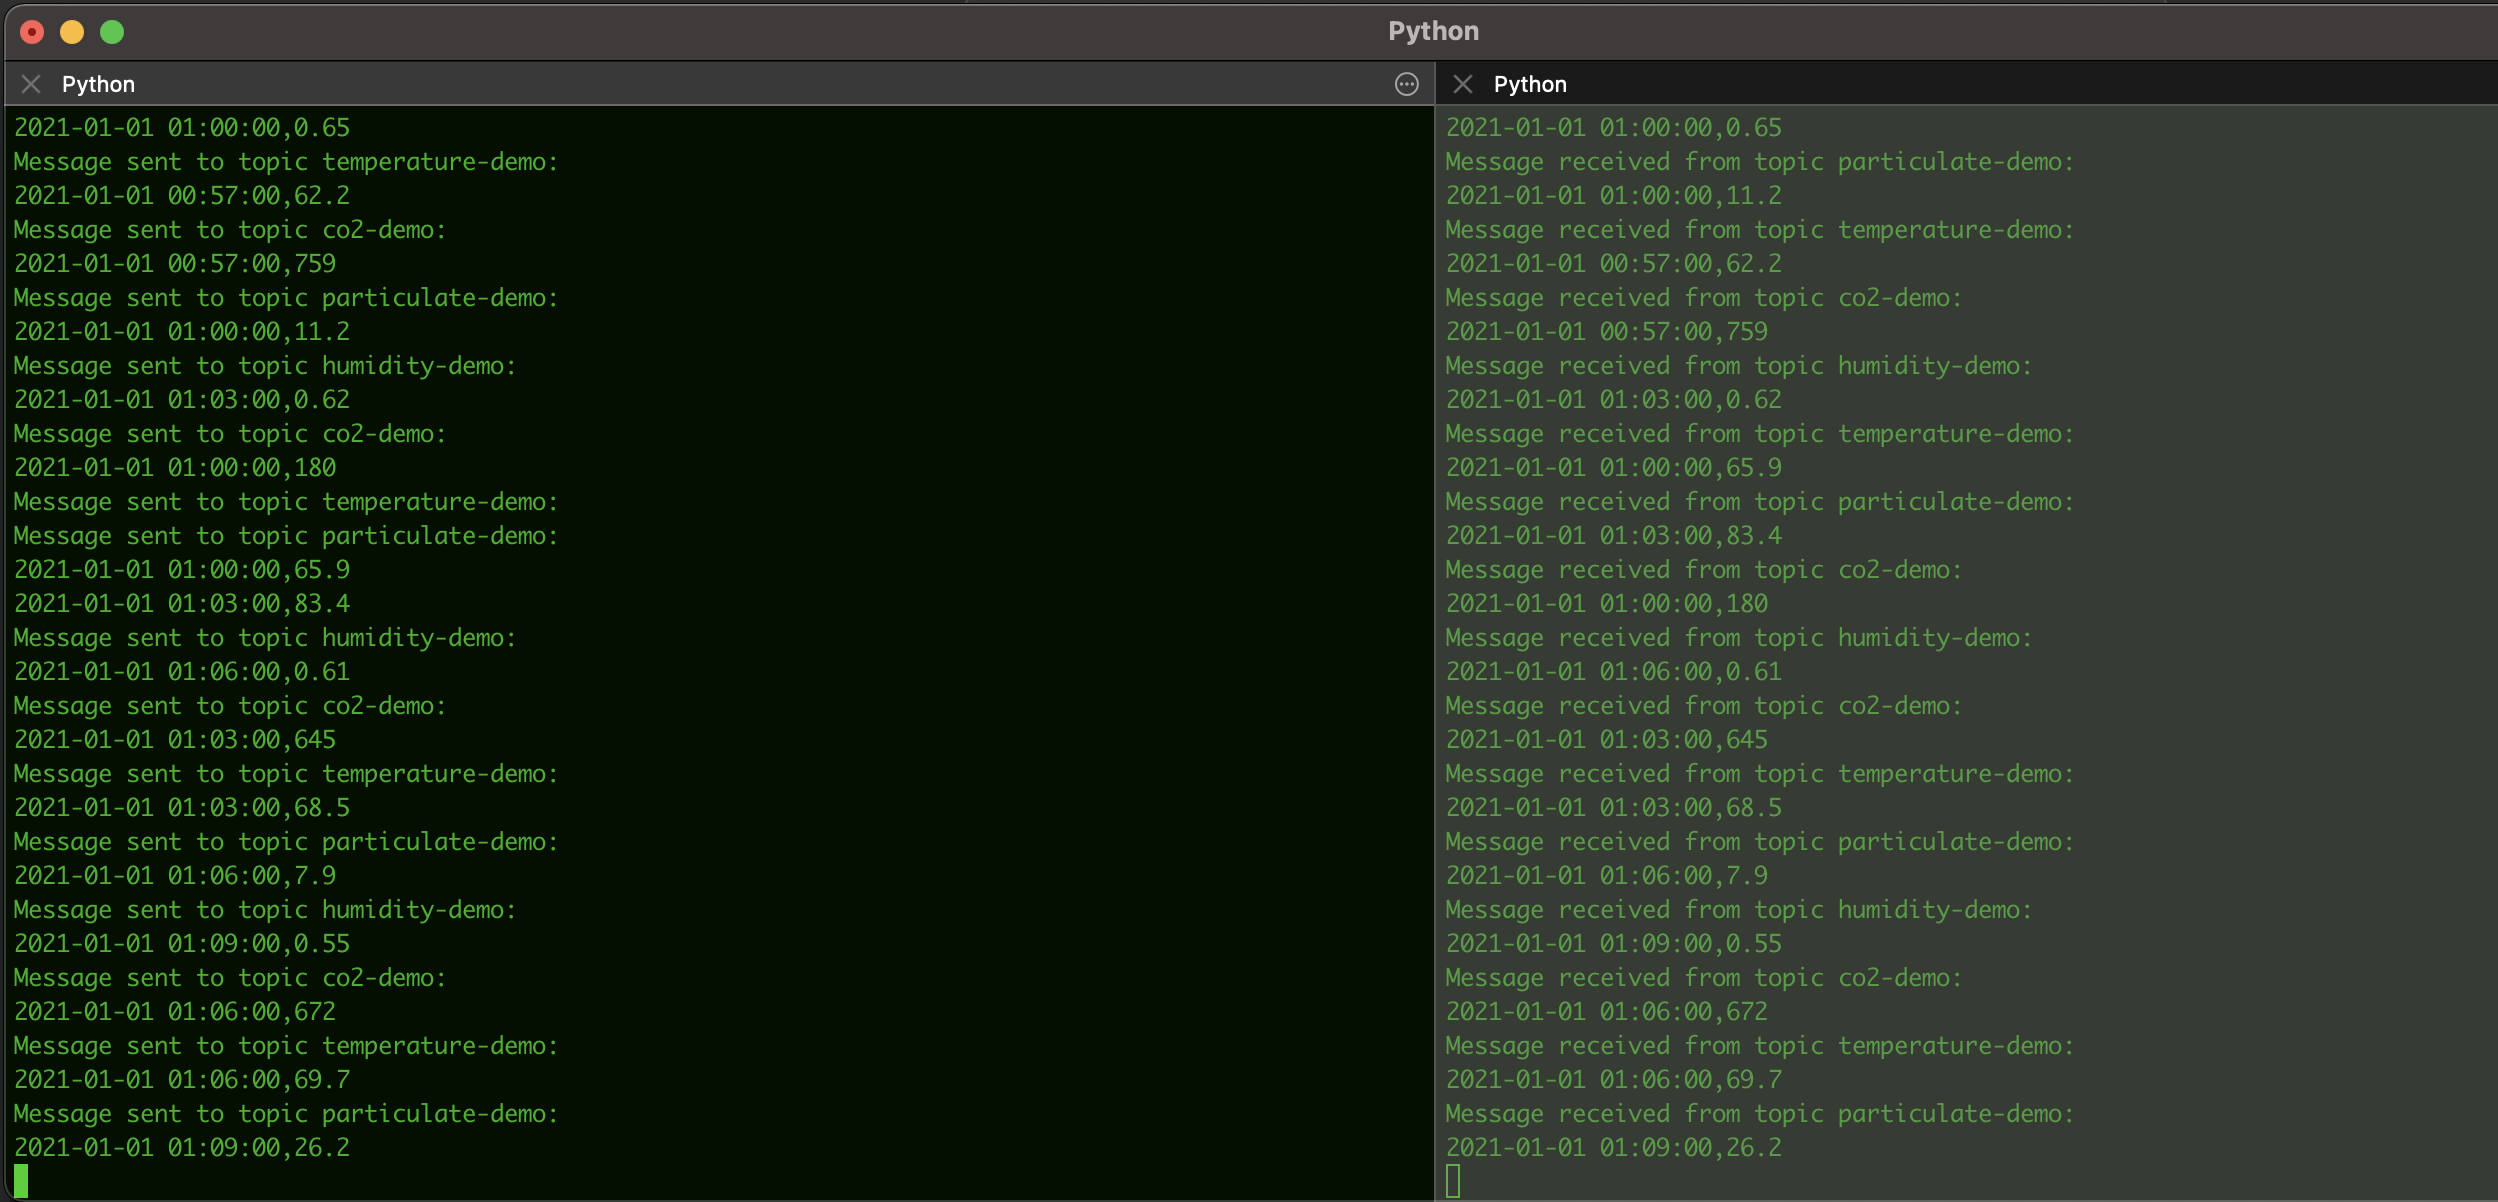 Python
Python
2021-01-01 01:00:00,0.65
Message sent to topic temperature-demo:
2021-01-01 00:57:00,62.2
Message sent to topic co2-demo:
2021-01-01 00:57:00,759
Message sent to topic particulate-demo:
2021-01-01 01:00:00,11.2
Message sent to topic humidity-demo:
2021-01-01 01:03:00,0.62
Message sent to topic co2-demo:
2021-01-01 01:00:00,180
Message sent to topic temperature-demo:
Message sent to topic particulate-demo:
2021-01-01 01:00:00,65.9
2021-01-01 01:03:00,83.4
Message sent to topic humidity-demo:
2021-01-01 01:06:00,0.61
Message sent to topic co2-demo:
2021-01-01 01:03:00,645
Message sent to topic temperature-demo:
2021-01-01 01:03:00,68.5
Message sent to topic particulate-demo:
2021-01-01 01:06:00,7.9
Message sent to topic humidity-demo:
2021-01-01 01:09:00,0.55
Message sent to topic co2-demo:
2021-01-01 01:06:00,672
Message sent to topic temperature-demo:
2021-01-01 01:06:00,69.7
Message sent to topic particulate-demo:
2021-01-01 01:09:00,26.2
Python
2021-01-01 01:00:00,0.65
Message received from topic particulate-demo:
2021-01-01 01:00:00,11.2
Message received from topic temperature-demo:
2021-01-01 00:57:00,62.2
Message received from topic co2-demo:
2021-01-01 00:57:00,759
Message received from topic humidity-demo:
2021-01-01 01:03:00,0.62
Message received from topic temperature-demo:
2021-01-01 01:00:00,65.9
Message received from topic particulate-demo:
2021-01-01 01:03:00,83.4
Message received from topic co2-demo:
2021-01-01 01:00:00,180
Message received from topic humidity-demo:
2021-01-01 01:06:00,0.61
Message received from topic co2-demo:
2021-01-01 01:03:00,645
Message received from topic temperature-demo:
2021-01-01 01:03:00,68.5
Message received from topic particulate-demo:
2021-01-01 01:06:00,7.9
Message received from topic humidity-demo:
2021-01-01 01:09:00,0.55
Message received from topic co2-demo:
2021-01-01 01:06:00,672
Message received from topic temperature-demo:
2021-01-01 01:06:00,69.7
Message received from topic particulate-demo:
2021-01-01 01:09:00,26.2